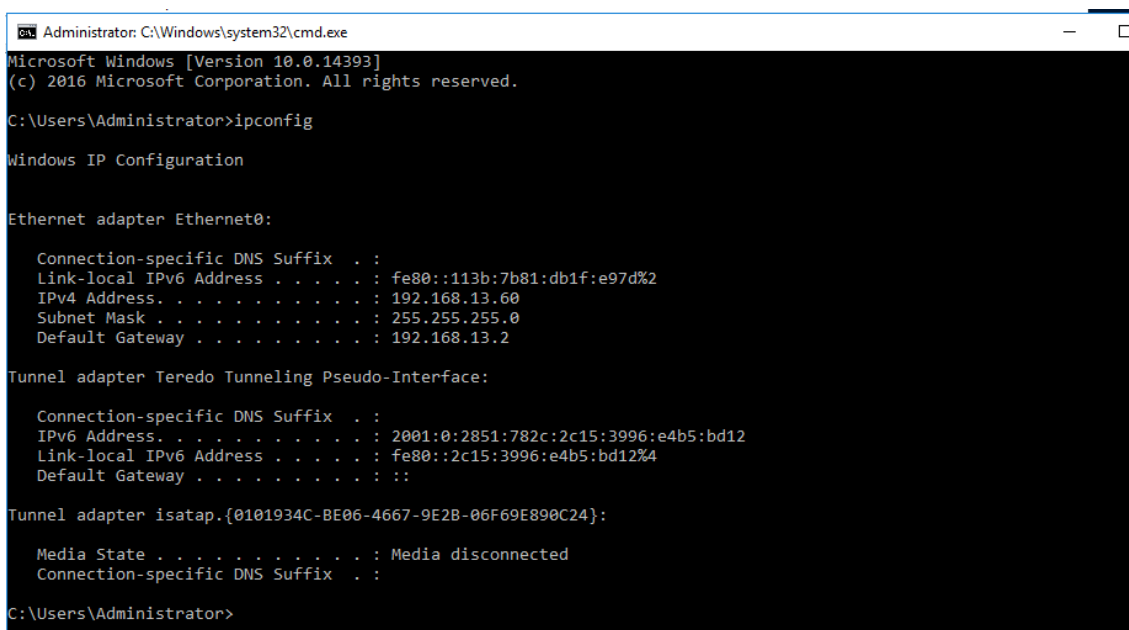 Administrator: C:\Windows\system32\cmd.exe
Microsoft Windows [Version 10.0.14393]
(c) 2016 Microsoft Corporation. All rights reserved.
C:\Users\Administrator>ipconfig
Windows IP Configuration
Ethernet adapter Ethernet0:
Connection-specific DNS Suffix . :
Link-local IPv6 Address . . . . . : fe80::113b:7b81:db1f:e97d%2
IPv4 Address. . . . . . . . . . . : 192.168.13.60
Subnet Mask . . . . . . . . . . . : 255.255.255.0
Default Gateway . . . . . . . . . : 192.168.13.2
Tunnel adapter Teredo Tunneling Pseudo-Interface:
Connection-specific DNS Suffix . :
IPv6 Address. . . . . . . . . . . : 2001:0:2851:782c:2c15:3996:e4b5:bd12
Link-local IPv6 Address . . . . . : fe80::2c15:3996:e4b5:bd12%4
Default Gateway . . . . . . . . . : ::
Tunnel adapter isatap.{0101934C-BE06-4667-9E2B-06F69E890C24}:
Media State . . . . . . . . . . . : Media disconnected
Connection-specific DNS Suffix . :
C:\Users\Administrator>